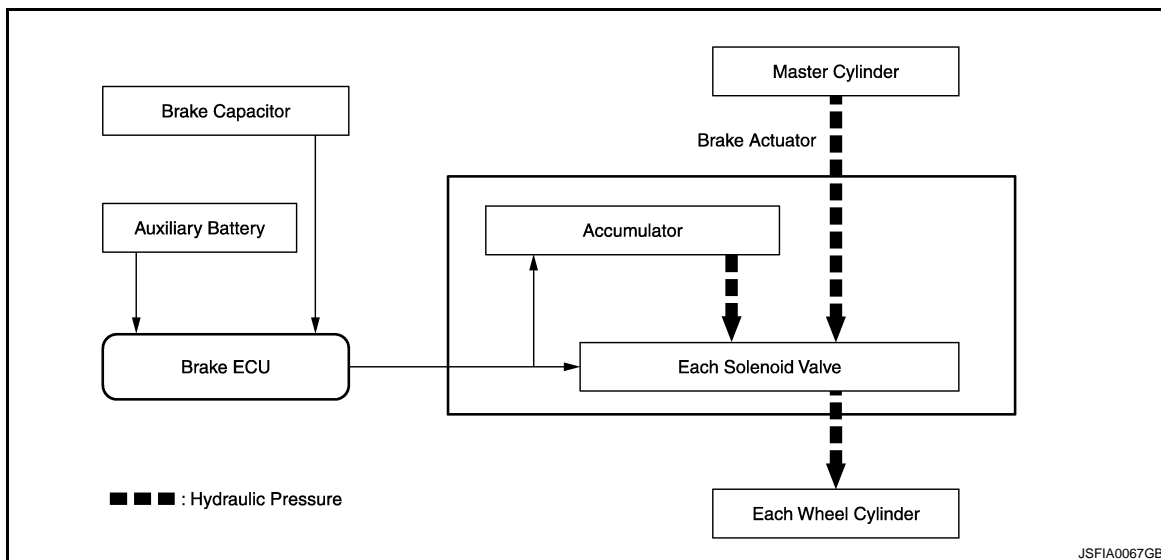 Master Cylinder
Brake Capacitor
Brake Actuator
Auxiliary Battery
Accumulator
Brake ECU
Each Solenoid Valve
: Hydraulic Pressure
Each Wheel Cylinder
JSFIA0067GB